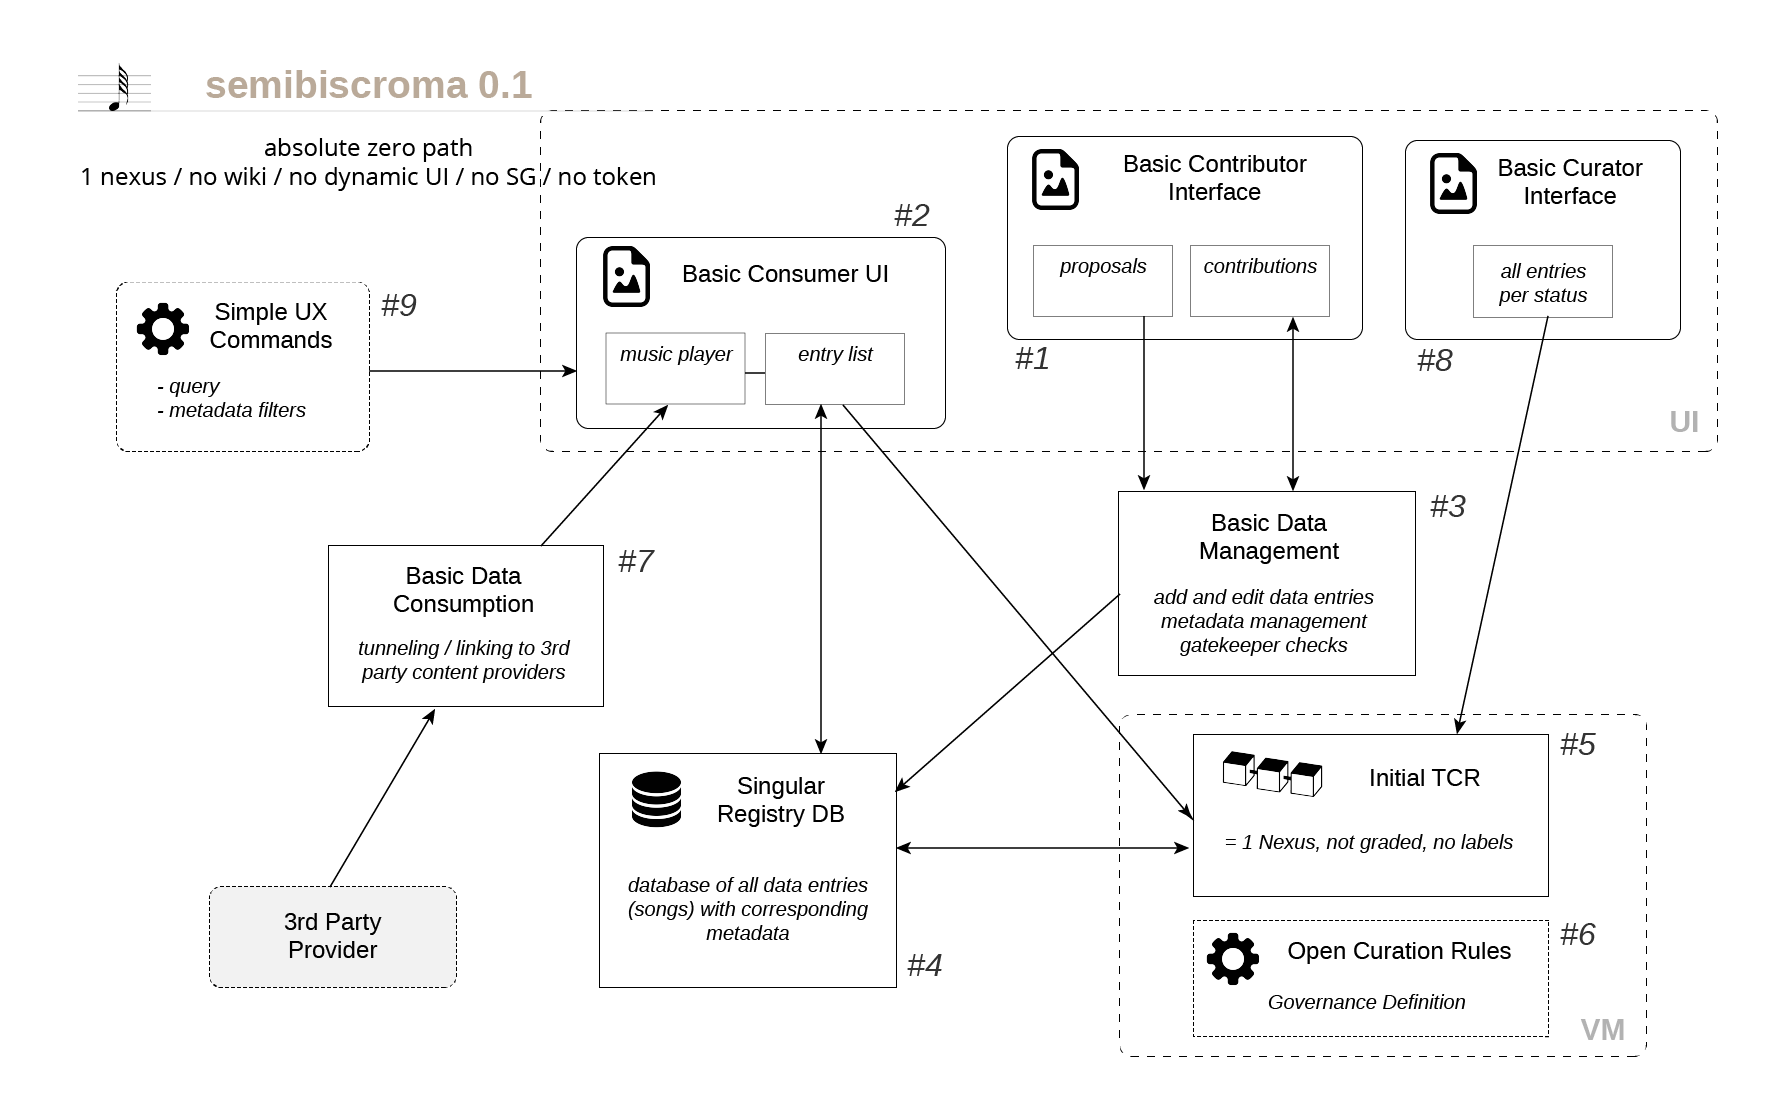 semibiscroma 0.1
absolute zero path
1 nexus / no wiki / no dynamic UI / no SG / no token
#2
Basic Consumer UI
music player
entry list
Basic Contributor
Interface
proposals
contributions
#1
Basic Curator
Interface
all entries
per status
#8
UI
Simple UX
Commands
- query
- metadata filters
#9
Basic Data
Management
add and edit data entries
metadata management
gatekeeper checks
#3
Basic Data
Consumption
tunneling / linking to 3rd
party content providers
#7
Singular
Registry DB
database of all data entries
(songs) with corresponding
metadata
#4
Initial TCR
= 1 Nexus, not graded, no labels
#5
Open Curation Rules
Governance Definition
#6
VM
3rd Party
Provider